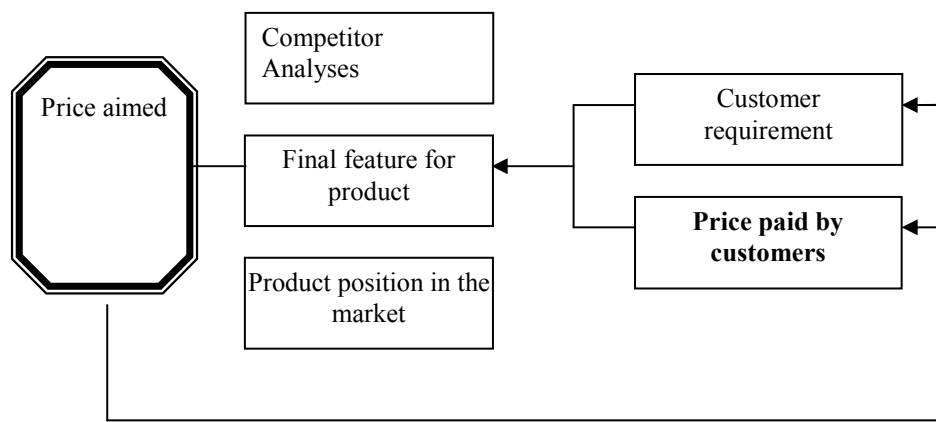 Price aimed
Competitor
Analyses
Final feature for
product
Product position in the
market
Customer
requirement
Price paid by
customers